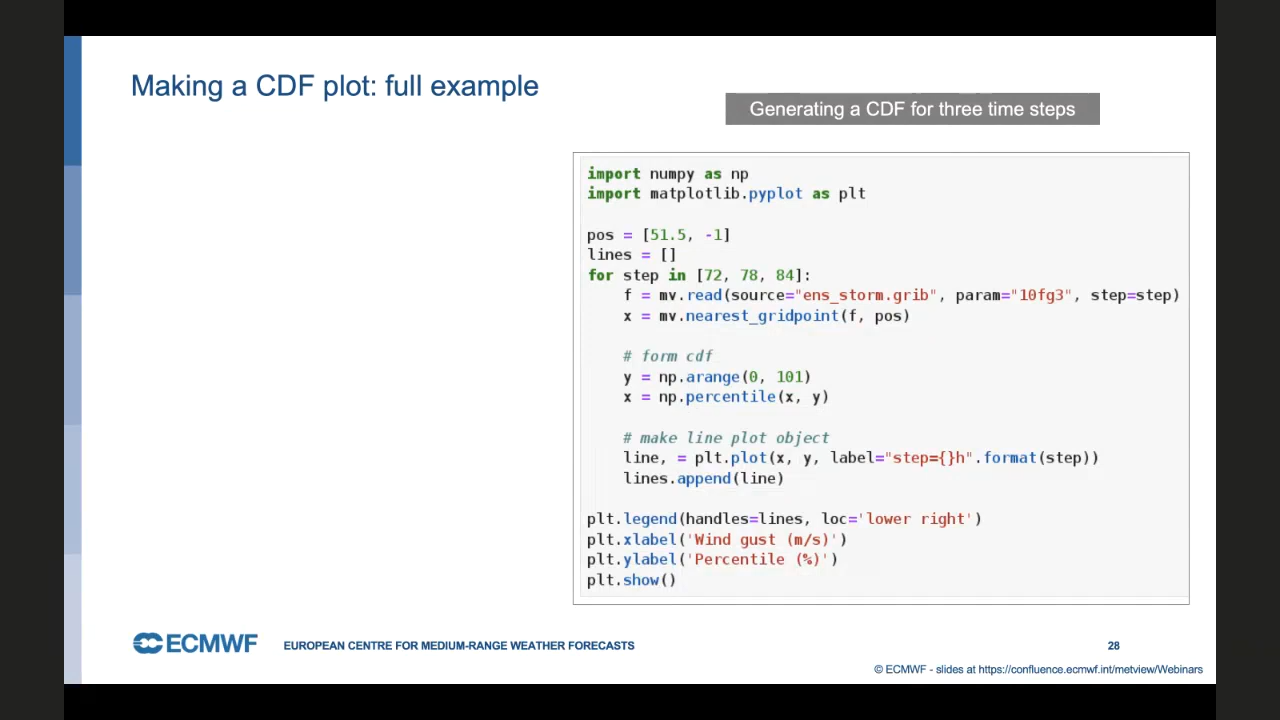 Making a CDF plot: full example
Generating a CDF for three time steps
import numpy as np
import matplotlib.pyplot as plt
pos = [51.5, -1]
lines = []
for step in [72, 78, 84]:
    f = mv.read(source="ens_storm.grib", param="10fg3", step=step)
    x = mv.nearest_gridpoint(f, pos)
    # form cdf
    y = np.arange(0, 101)
    x = np.percentile(x, y)
    # make line plot object
    line, = plt.plot(x, y, label="step={}h".format(step))
    lines.append(line)
plt.legend(handles=lines, loc='lower right')
plt.xlabel('Wind gust (m/s)')
plt.ylabel('Percentile (%)')
plt.show()
ECMWF EUROPEAN CENTRE FOR MEDIUM-RANGE WEATHER FORECASTS 28
© ECMWF - slides at https://confluence.ecmwf.int/metview/Webinars